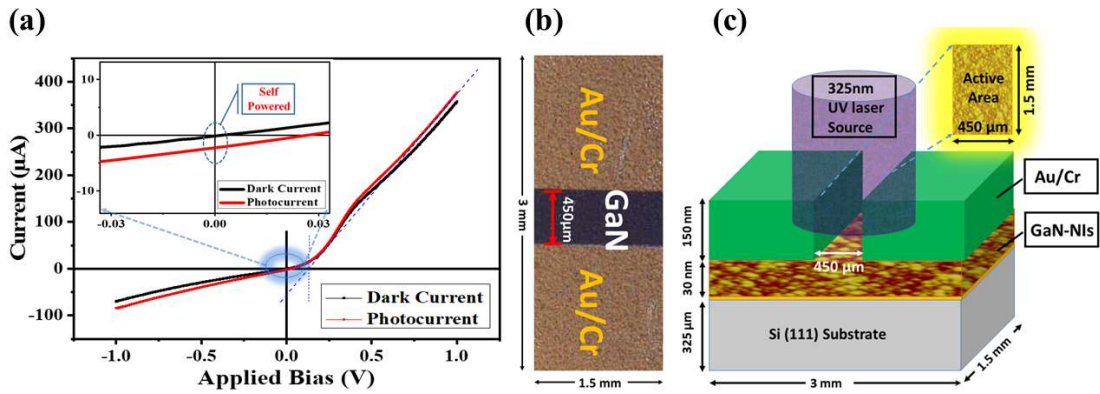 (a)
400
300
200
100
0
-100
Current (µA)
-1.0
-0.5
0.0
0.5
1.0
Applied Bias (V)
Dark Current
Photocurrent
10
0
-10
-0.03
0.00
0.03
Self
Powered
Dark Current
Photocurrent
(b)
Au/Cr
GaN
450µm
Au/Cr
3 mm
1.5 mm
(c)
325nm
UV laser
Source
Active
Area
450 µm
1.5 mm
Au/Cr
GaN-NIs
150 nm
450 µm
30 nm
325 µm
Si (111) Substrate
3 mm
1.5 mm